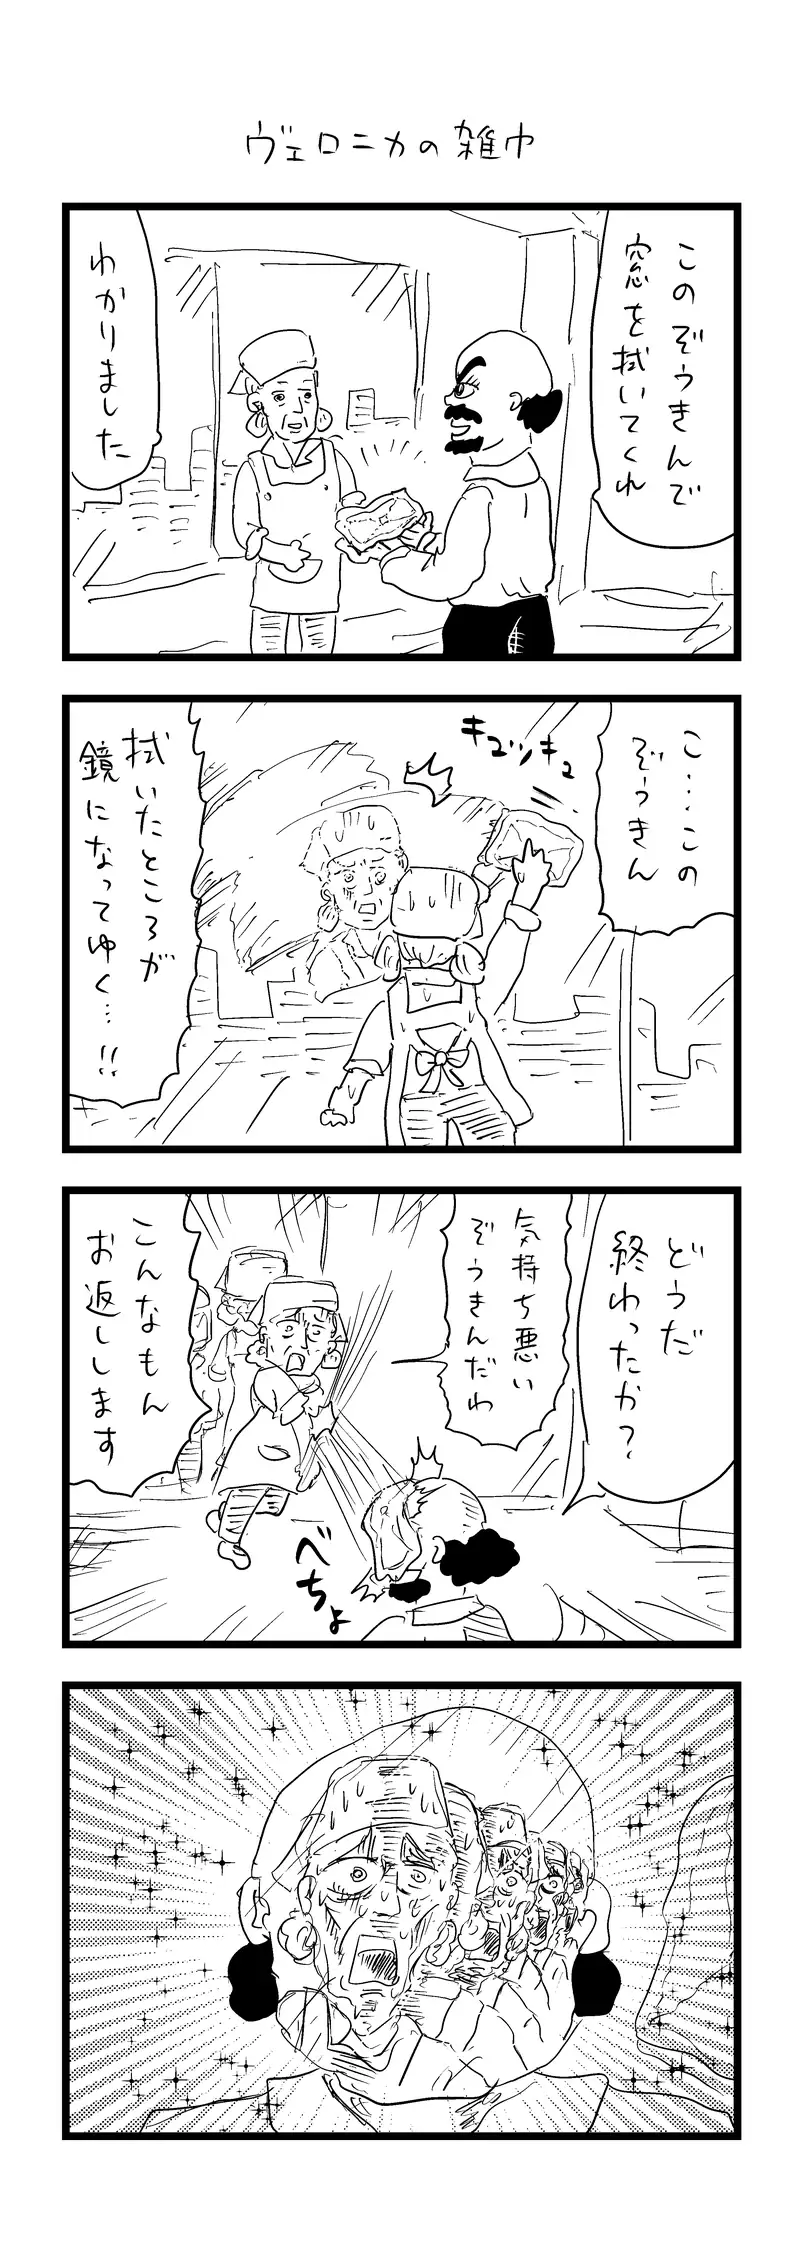 ヴェロニカの雑巾
このぞうきんで
窓を拭いてくれ
わかりました
こ…この
ぞうきん
キュッキュ
拭いたところが
鏡になってゆく…!!
どうだ
終わったか?
気持ち悪い
ぞうきんだわ
こんなもん
お返しします
べちょ